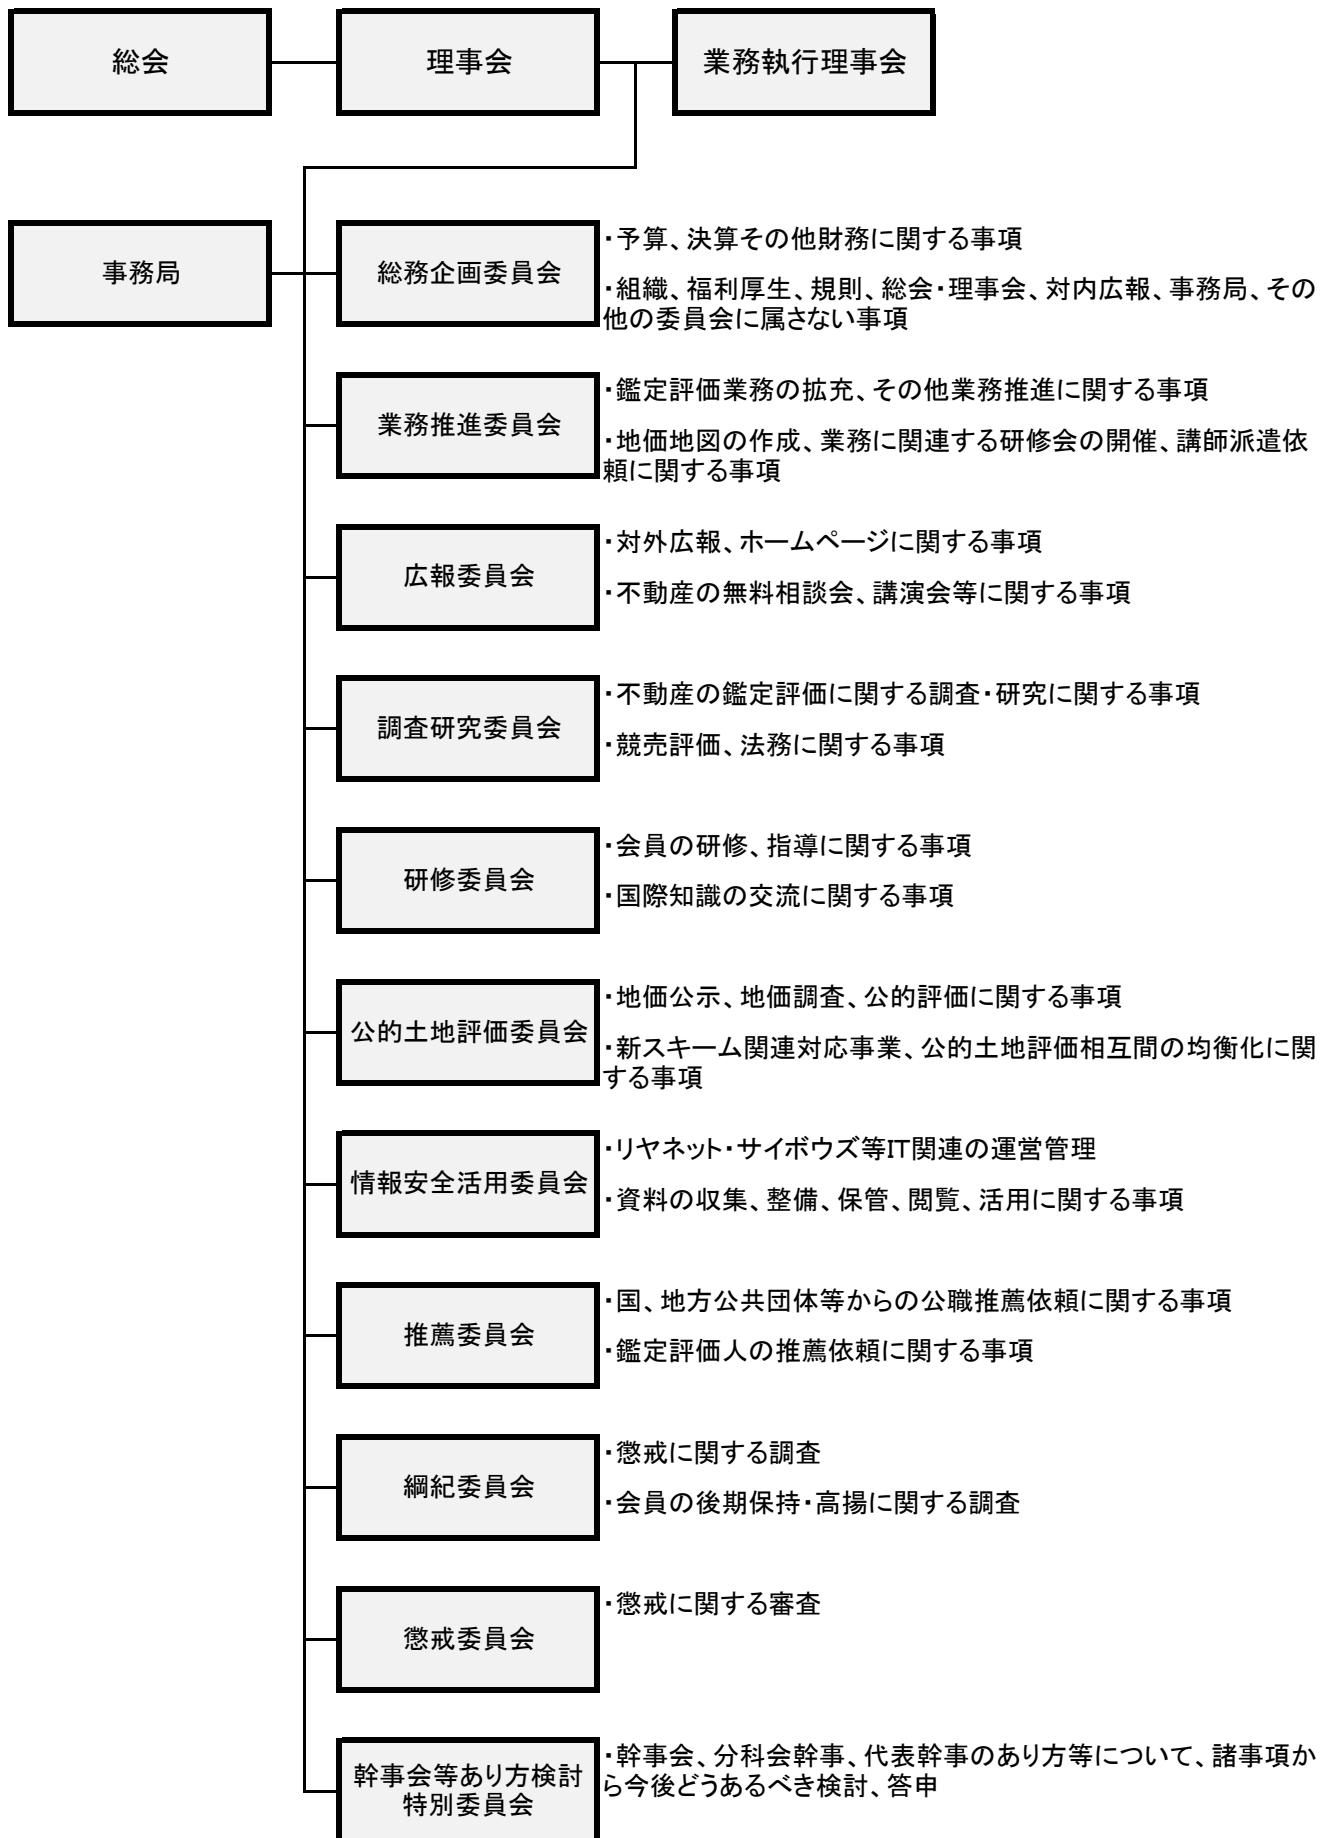 総会
理事会
業務執行理事会
事務局
総務企画委員会
・予算、決算その他財務に関する事項
・組織、福利厚生、規則、総会・理事会、対内広報、事務局、その
他の委員会に属さない事項
業務推進委員会
・鑑定評価業務の拡充、その他業務推進に関する事項
・地価地図の作成、業務に関連する研修会の開催、講師派遣依
頼に関する事項
広報委員会
・対外広報、ホームページに関する事項
・不動産の無料相談会、講演会等に関する事項
調査研究委員会
・不動産の鑑定評価に関する調査・研究に関する事項
・競売評価、法務に関する事項
研修委員会
・会員の研修、指導に関する事項
・国際知識の交流に関する事項
公的土地評価委員会
・地価公示、地価調査、公的評価に関する事項
・新スキーム関連対応事業、公的土地評価相互間の均衡化に関
する事項
情報安全活用委員会
・リヤネット・サイボウズ等IT関連の運営管理
・資料の収集、整備、保管、閲覧、活用に関する事項
推薦委員会
・国、地方公共団体等からの公職推薦依頼に関する事項
・鑑定評価人の推薦依頼に関する事項
綱紀委員会
・懲戒に関する調査
・会員の後期保持・高揚に関する調査
懲戒委員会
・懲戒に関する審査
幹事会等あり方検討
特別委員会
・幹事会、分科会幹事、代表幹事のあり方等について、諸事項か
ら今後どうあるべき検討、答申